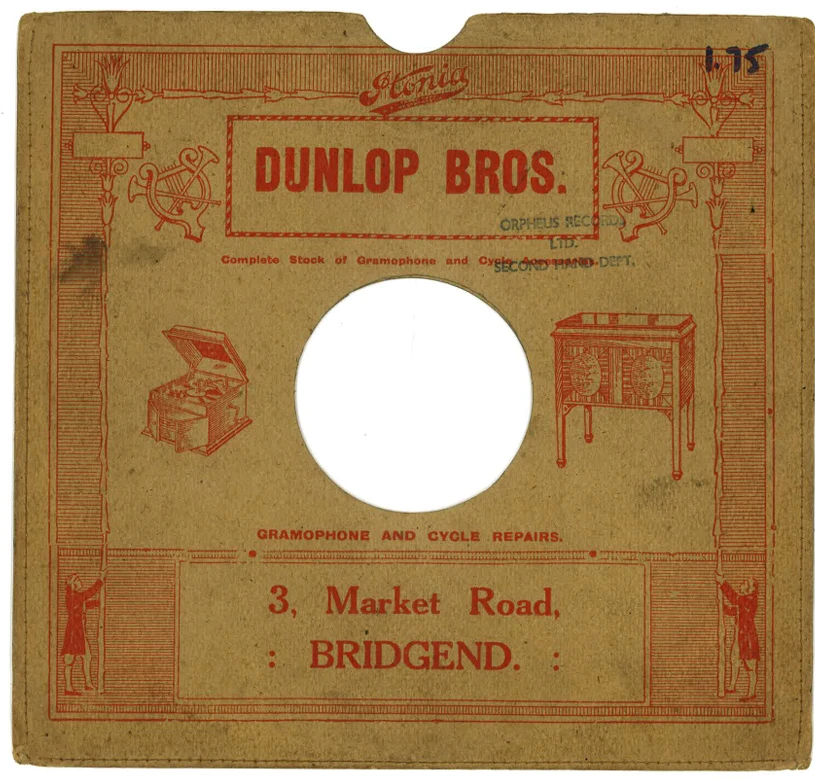 1.75
Itonia
DUNLOP BROS.
ORPHEUS RECORDS
LTD.
SECOND HAND DEPT.
Complete Stock of Gramophone and Cycle Accessories.
GRAMOPHONE AND CYCLE REPAIRS.
3, Market Road,
: BRIDGEND. :